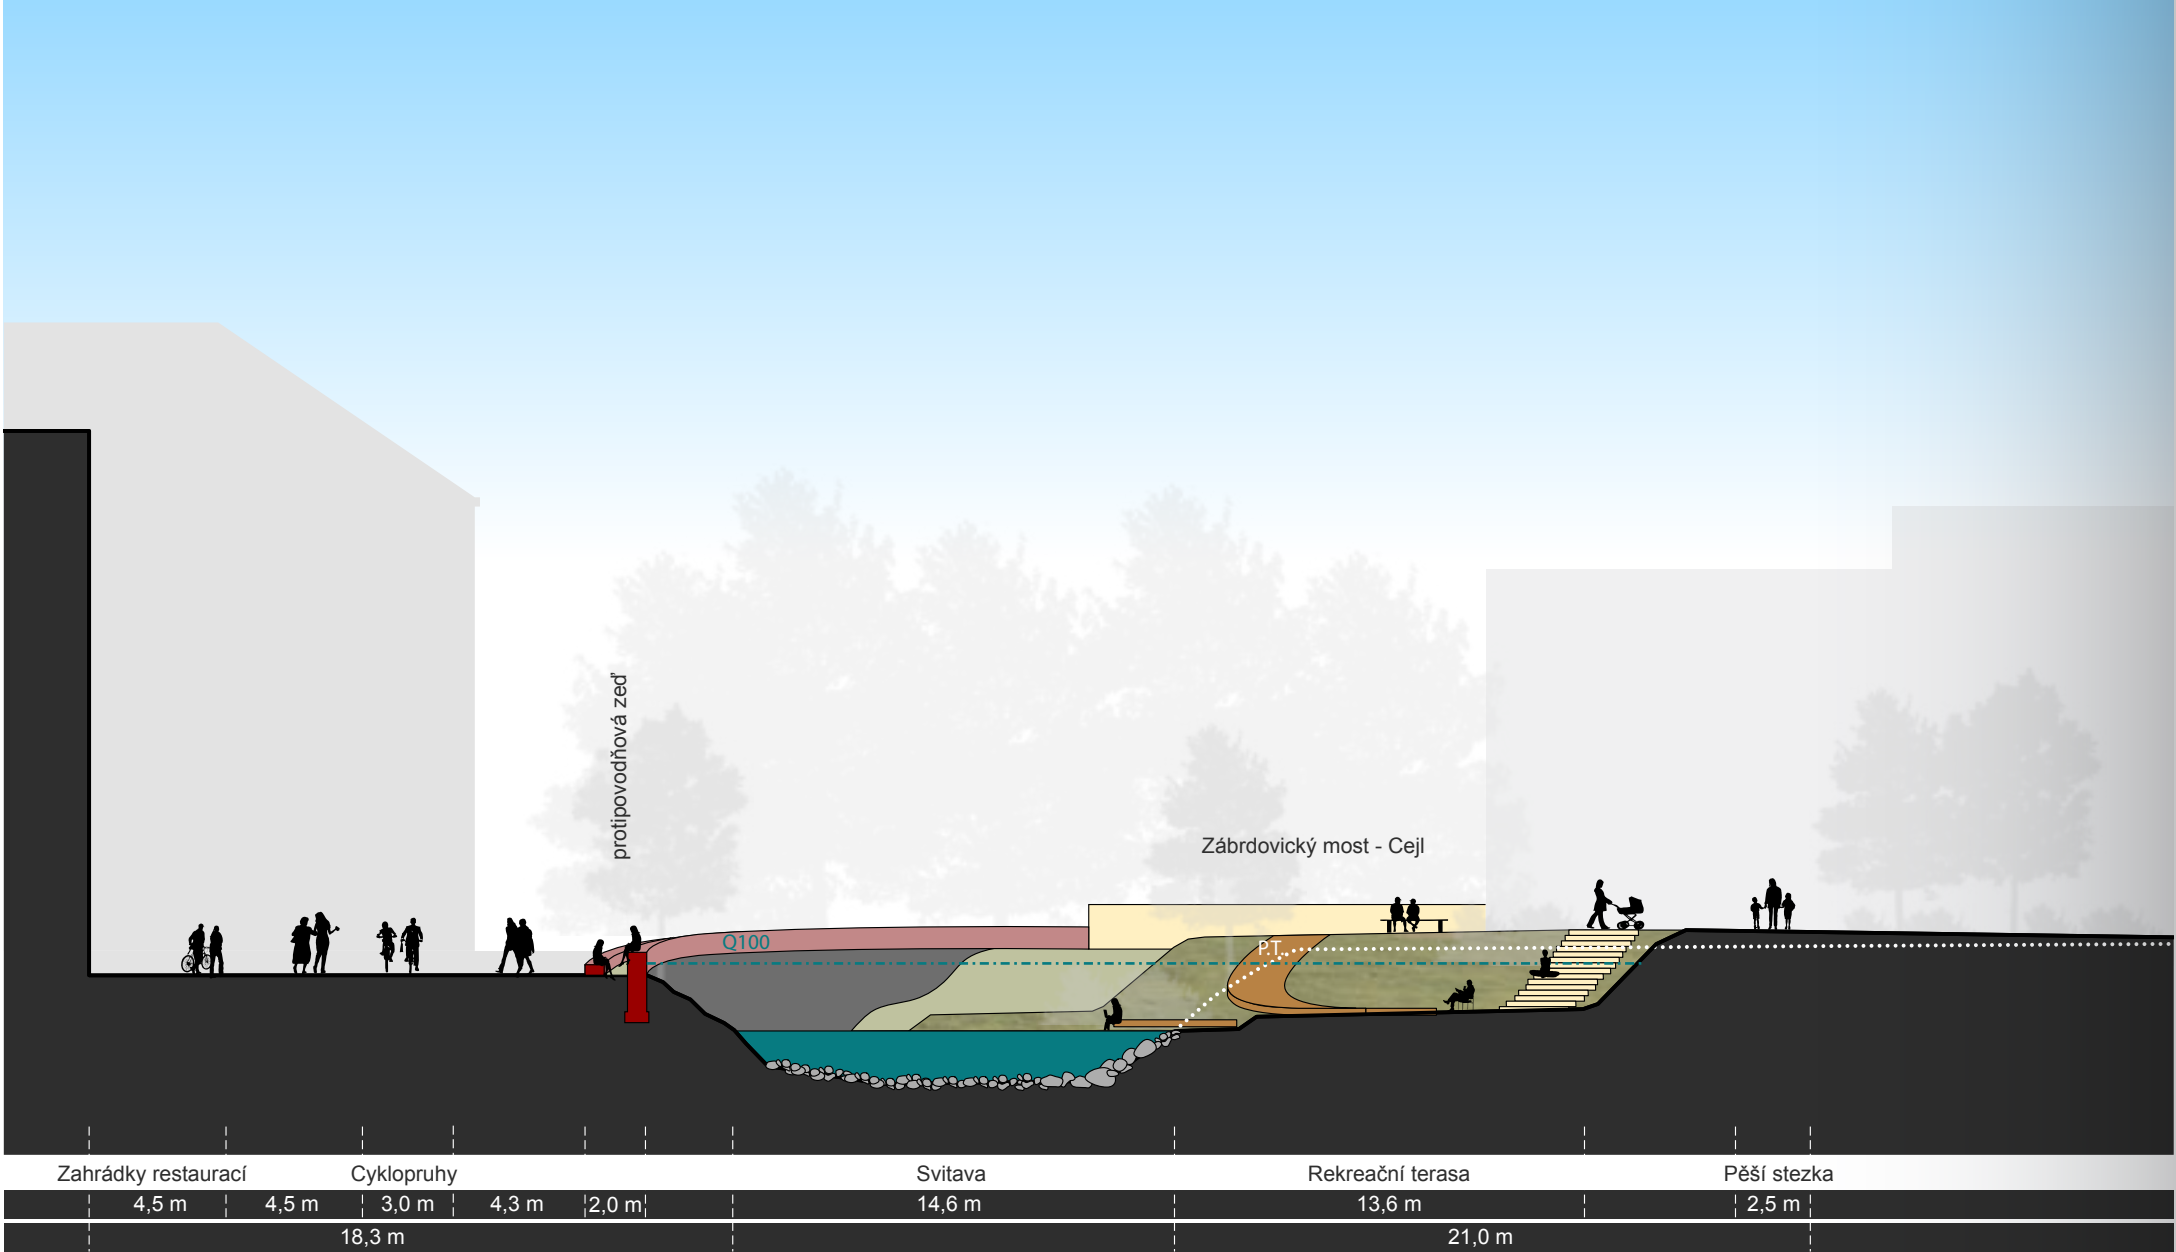 protipovodňová zeď
Zábrdovický most - Cejl
Q100
P.T.
Zahrádky restaurací Cyklopruhy Svitava Rekreační terasa Pěší stezka
4,5 m 4,5 m 3,0 m 4,3 m 2,0 m 14,6 m 13,6 m 2,5 m
18,3 m 21,0 m